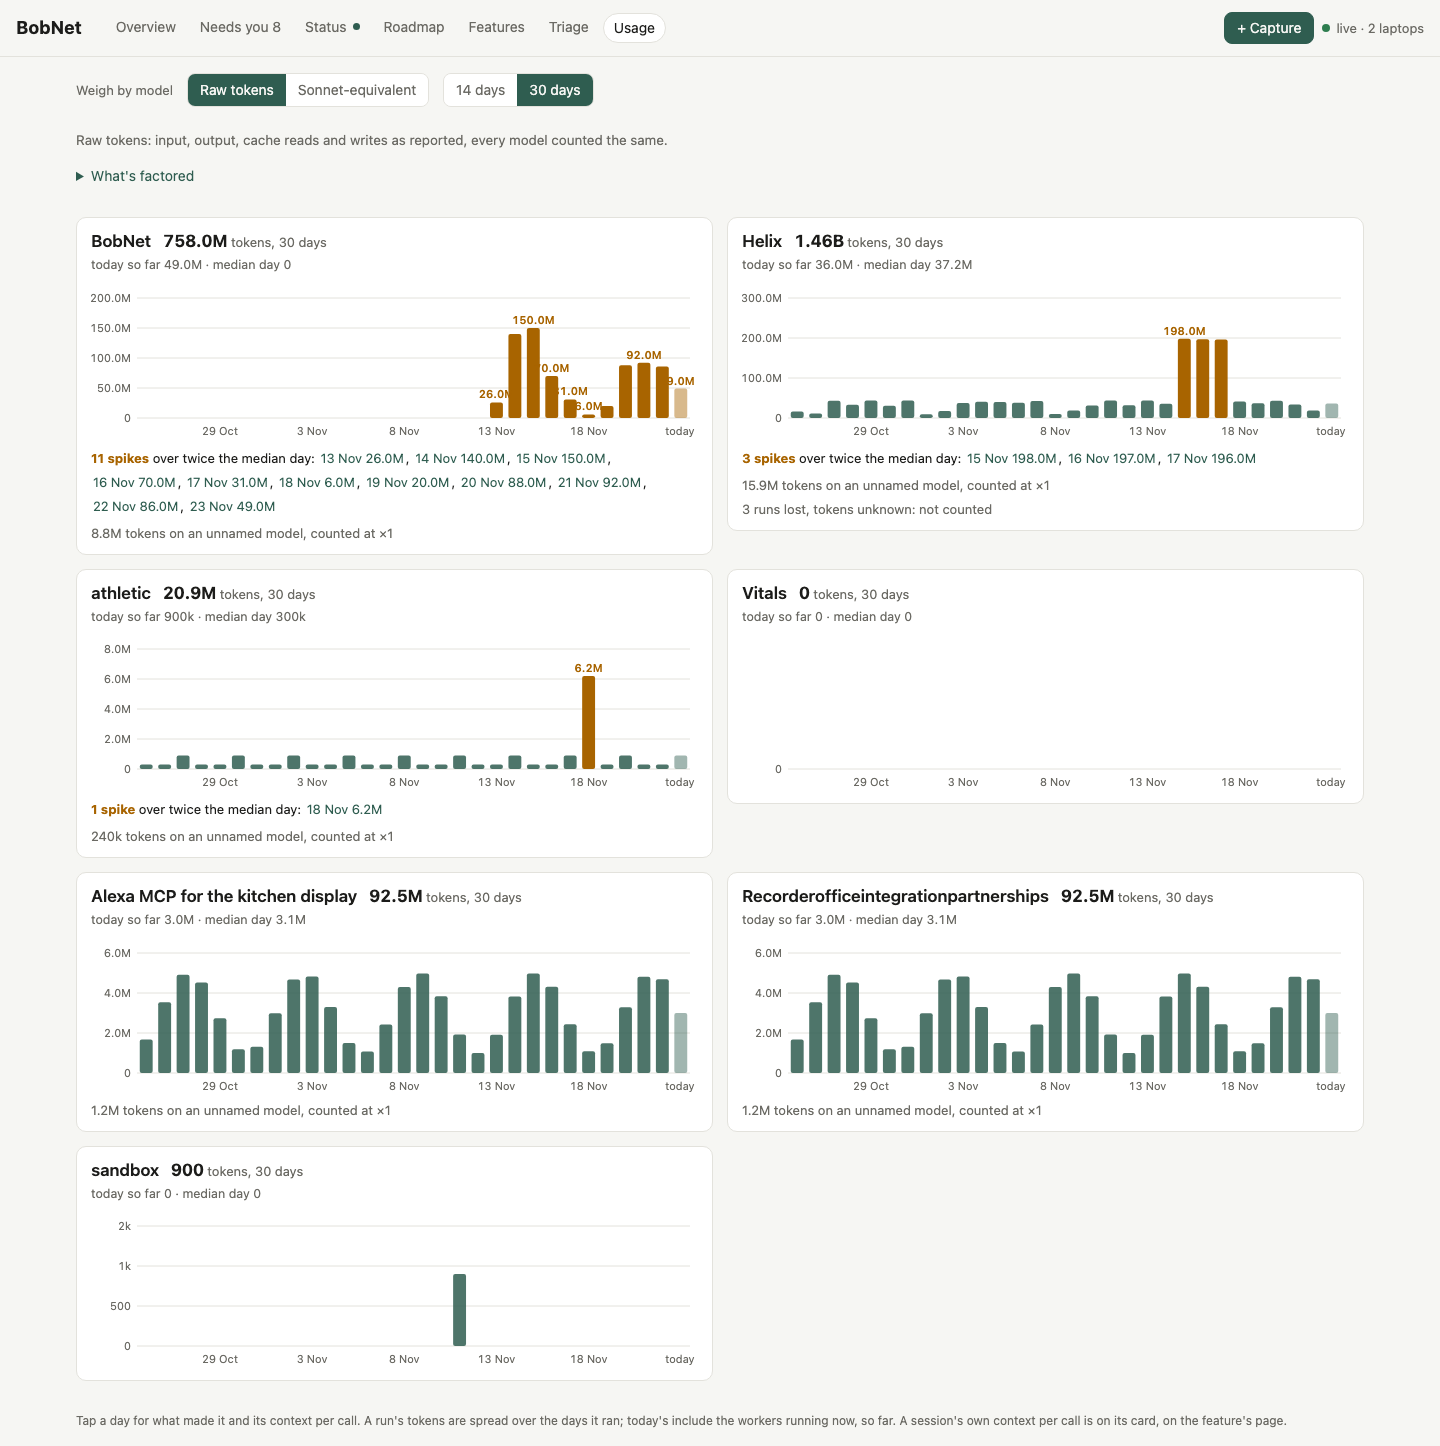 BobNet Overview Needs you 8 Status Roadmap Features Triage Usage + Capture live · 2 laptops
Weigh by model Raw tokens Sonnet-equivalent 14 days 30 days
Raw tokens: input, output, cache reads and writes as reported, every model counted the same.
▶ What's factored
BobNet 758.0M tokens, 30 days
today so far 49.0M · median day 0
200.0M
150.0M
100.0M
50.0M
0
26.0M
150.0M
70.0M
31.0M
6.0M
92.0M
9.0M
29 Oct 3 Nov 8 Nov 13 Nov 18 Nov today
11 spikes over twice the median day: 13 Nov 26.0M, 14 Nov 140.0M, 15 Nov 150.0M,
16 Nov 70.0M, 17 Nov 31.0M, 18 Nov 6.0M, 19 Nov 20.0M, 20 Nov 88.0M, 21 Nov 92.0M,
22 Nov 86.0M, 23 Nov 49.0M
8.8M tokens on an unnamed model, counted at ×1
Helix 1.46B tokens, 30 days
today so far 36.0M · median day 37.2M
300.0M
200.0M
100.0M
0
198.0M
29 Oct 3 Nov 8 Nov 13 Nov 18 Nov today
3 spikes over twice the median day: 15 Nov 198.0M, 16 Nov 197.0M, 17 Nov 196.0M
15.9M tokens on an unnamed model, counted at ×1
3 runs lost, tokens unknown: not counted
athletic 20.9M tokens, 30 days
today so far 900k · median day 300k
8.0M
6.0M
4.0M
2.0M
0
6.2M
29 Oct 3 Nov 8 Nov 13 Nov 18 Nov today
1 spike over twice the median day: 18 Nov 6.2M
240k tokens on an unnamed model, counted at ×1
Vitals 0 tokens, 30 days
today so far 0 · median day 0
0
29 Oct 3 Nov 8 Nov 13 Nov 18 Nov today
Alexa MCP for the kitchen display 92.5M tokens, 30 days
today so far 3.0M · median day 3.1M
6.0M
4.0M
2.0M
0
29 Oct 3 Nov 8 Nov 13 Nov 18 Nov today
1.2M tokens on an unnamed model, counted at ×1
Recorderofficeintegrationpartnerships 92.5M tokens, 30 days
today so far 3.0M · median day 3.1M
6.0M
4.0M
2.0M
0
29 Oct 3 Nov 8 Nov 13 Nov 18 Nov today
1.2M tokens on an unnamed model, counted at ×1
sandbox 900 tokens, 30 days
today so far 0 · median day 0
2k
1k
500
0
29 Oct 3 Nov 8 Nov 13 Nov 18 Nov today
Tap a day for what made it and its context per call. A run's tokens are spread over the days it ran; today's include the workers running now, so far. A session's own context per call is on its card, on the feature's page.